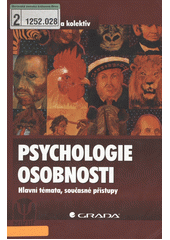 2
1252.028
a kolektiv
PSYCHOLOGIE
OSOBNOSTI
Hlavní témata, současné přístupy
GRADA